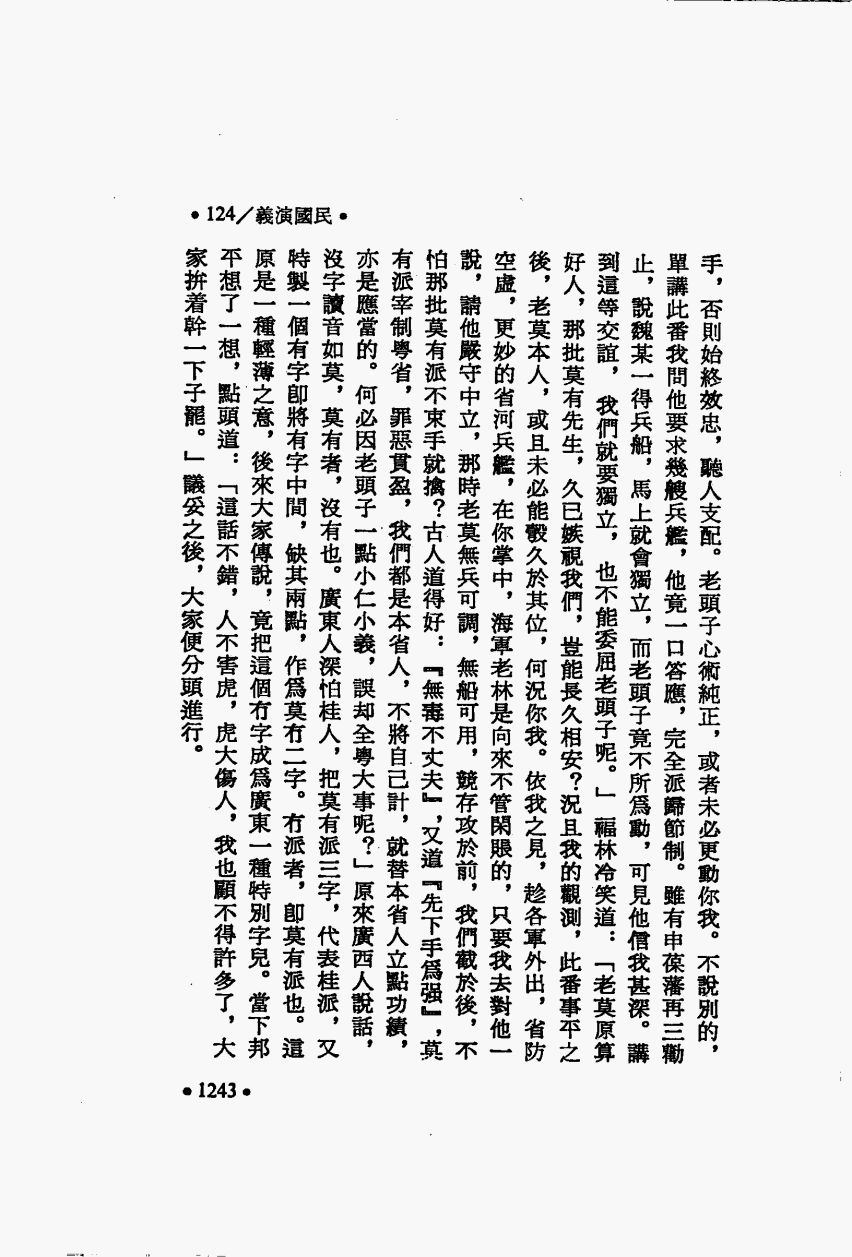 •124／義演國民•
手，否則始終效忠，聽人支配。老頭子心術純正，或者未必更動你我。不說別的，
單講此番我問他要求幾艘兵艦，他竟一口答應，完全派歸節制。雖有申葆藩再三勸
止，說魏某一得兵船，馬上就會獨立，而老頭子竟不所爲動，可見他信我甚深。講
到這等交誼，我們就要獨立，也不能委屈老頭子呢。」福林冷笑道：「老莫原算
好人，那批莫有先生，久已嫉視我們，豈能長久相安？況且我的觀測，此番事平之
後，老莫本人，或且未必能彀久於其位，何況你我。依我之見，趁各軍外出，省防
空虛，更妙的省河兵艦，在你掌中，海軍老林是向來不管閑賬的，只要我去對他一
說，請他嚴守中立，那時老莫無兵可調，無船可用，競存攻於前，我們截於後，不
怕那批莫有派不束手就擒？古人道得好：『無毒不丈夫』，又道『先下手爲强』，莫
有派宰制粵省，罪惡貫盈，我們都是本省人，不將自己計，就替本省人立點功績，
亦是應當的。何必因老頭子一點小仁小義，誤却全粵大事呢？」原來廣西人說話，
沒字讀音如莫，莫有者，沒有也。廣東人深怕桂人，把莫有派三字，代表桂派，又
特製一個有字卽將有字中間，缺其兩點，作爲莫冇二字。冇派者，卽莫有派也。這
原是一種輕薄之意，後來大家傳說，竟把這個冇字成爲廣東一種特別字兒。當下邦
平想了一想，點頭道：「這話不錯，人不害虎，虎大傷人，我也顧不得許多了，大
家拚着幹一下子罷。」議妥之後，大家便分頭進行。
•1243•